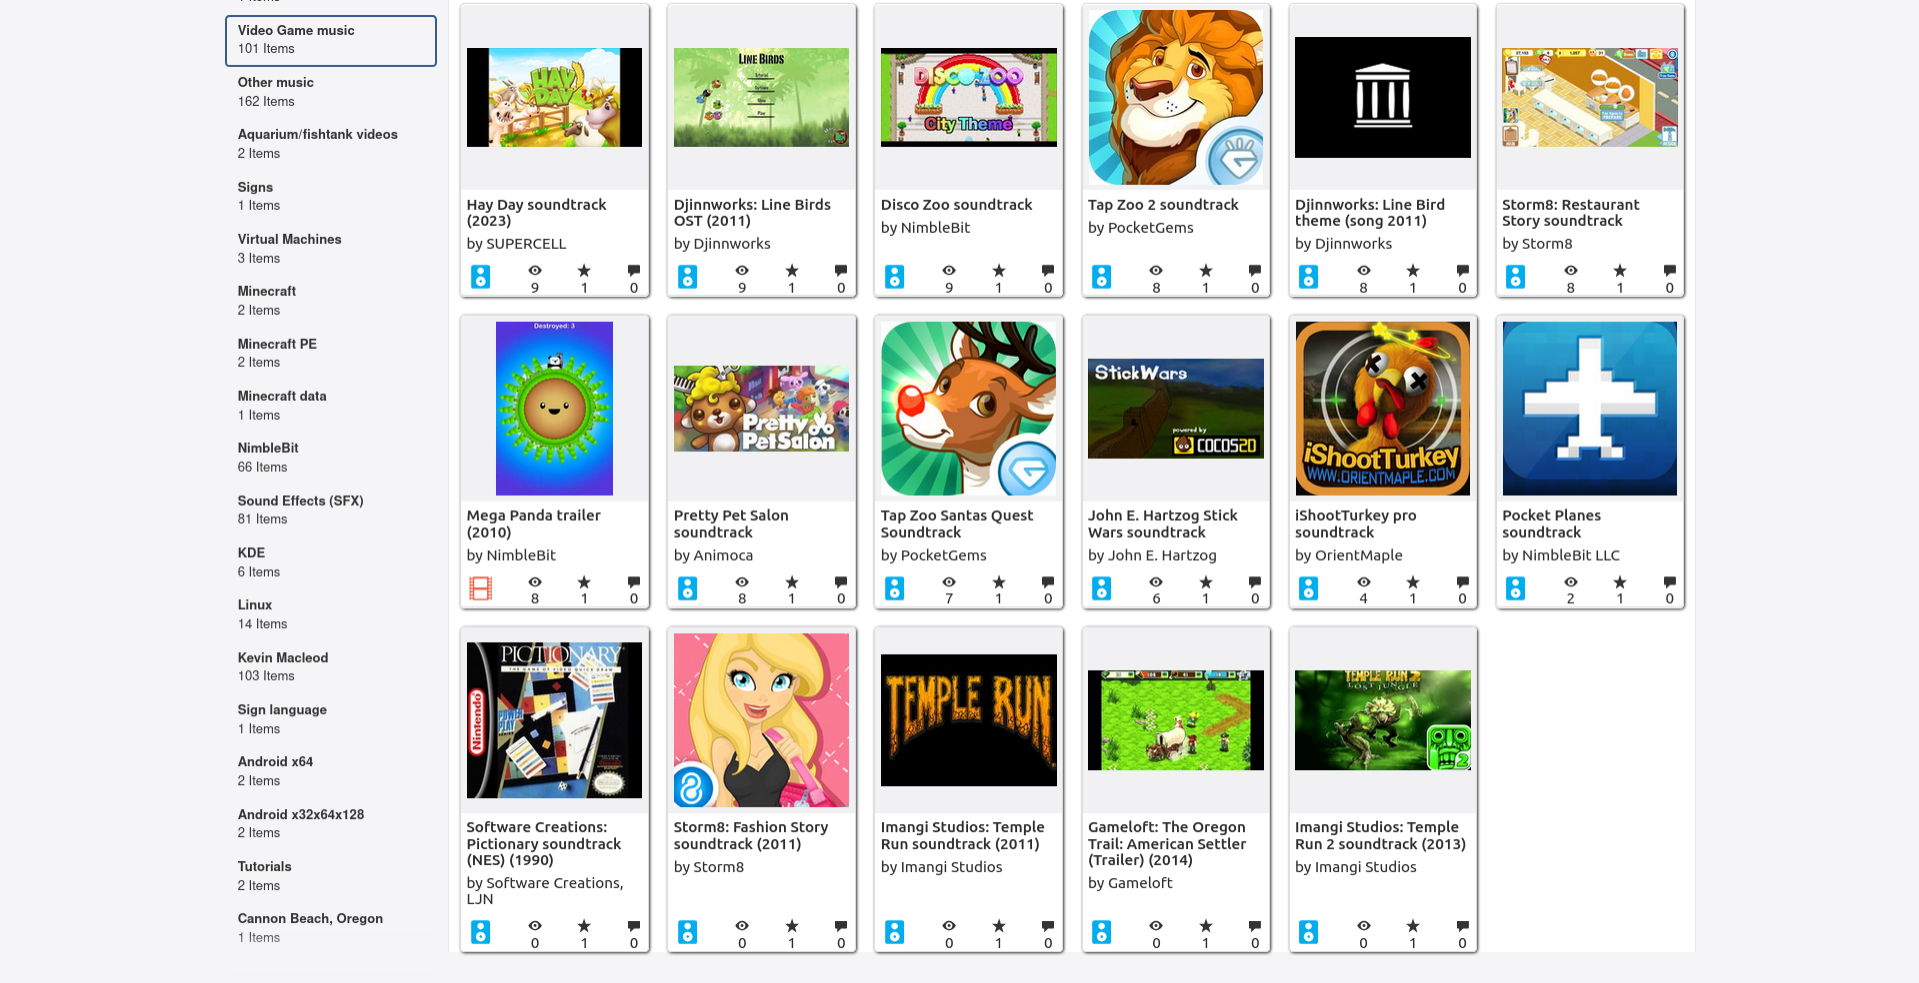 Video Game music
101 Items
Other music
162 Items
Aquarium/fishtank videos
2 Items
Signs
1 Items
Virtual Machines
3 Items
Minecraft
2 Items
Minecraft PE
2 Items
Minecraft data
1 Items
NimbleBit
66 Items
Sound Effects (SFX)
81 Items
KDE
6 Items
Linux
14 Items
Kevin Macleod
103 Items
Sign language
1 Items
Android x64
2 Items
Android x32x64x128
2 Items
Tutorials
2 Items
Cannon Beach, Oregon
1 Items
HAY
DAY
Hay Day soundtrack
(2023)
by SUPERCELL
9 1 0
LINE BIRDS
Djinnworks: Line Birds
OST (2011)
by Djinnworks
9 1 0
DISCO ZOO
City Theme
Disco Zoo soundtrack
by NimbleBit
9 1 0
Tap Zoo 2 soundtrack
by PocketGems
8 1 0
Djinnworks: Line Bird
theme (song 2011)
by Djinnworks
8 1 0
Storm8: Restaurant
Story soundtrack
by Storm8
8 1 0
Destroyed: 3
Mega Panda trailer
(2010)
by NimbleBit
8 1 0
Pretty
PetSalon
Pretty Pet Salon
soundtrack
by Animoca
8 1 0
Tap Zoo Santas Quest
Soundtrack
by PocketGems
7 1 0
StickWars
powered by
COCOS2D
John E. Hartzog Stick
Wars soundtrack
by John E. Hartzog
6 1 0
iShootTurkey
WWW.ORIENTMAPLE.COM
iShootTurkey pro
soundtrack
by OrientMaple
4 1 0
Pocket Planes
soundtrack
by NimbleBit LLC
2 1 0
PICTIONARY
THE GAME OF VIDEO QUICK DRAW
Nintendo
POWER
PLAY
Software Creations:
Pictionary soundtrack
(NES) (1990)
by Software Creations,
LJN
0 1 0
8
Storm8: Fashion Story
soundtrack (2011)
by Storm8
0 1 0
TEMPLE RUN
Imangi Studios: Temple
Run soundtrack (2011)
by Imangi Studios
0 1 0
Gameloft: The Oregon
Trail: American Settler
(Trailer) (2014)
by Gameloft
0 1 0
TEMPLE RUN 2
LOST JUNGLE
2
Imangi Studios: Temple
Run 2 soundtrack (2013)
by Imangi Studios
0 1 0